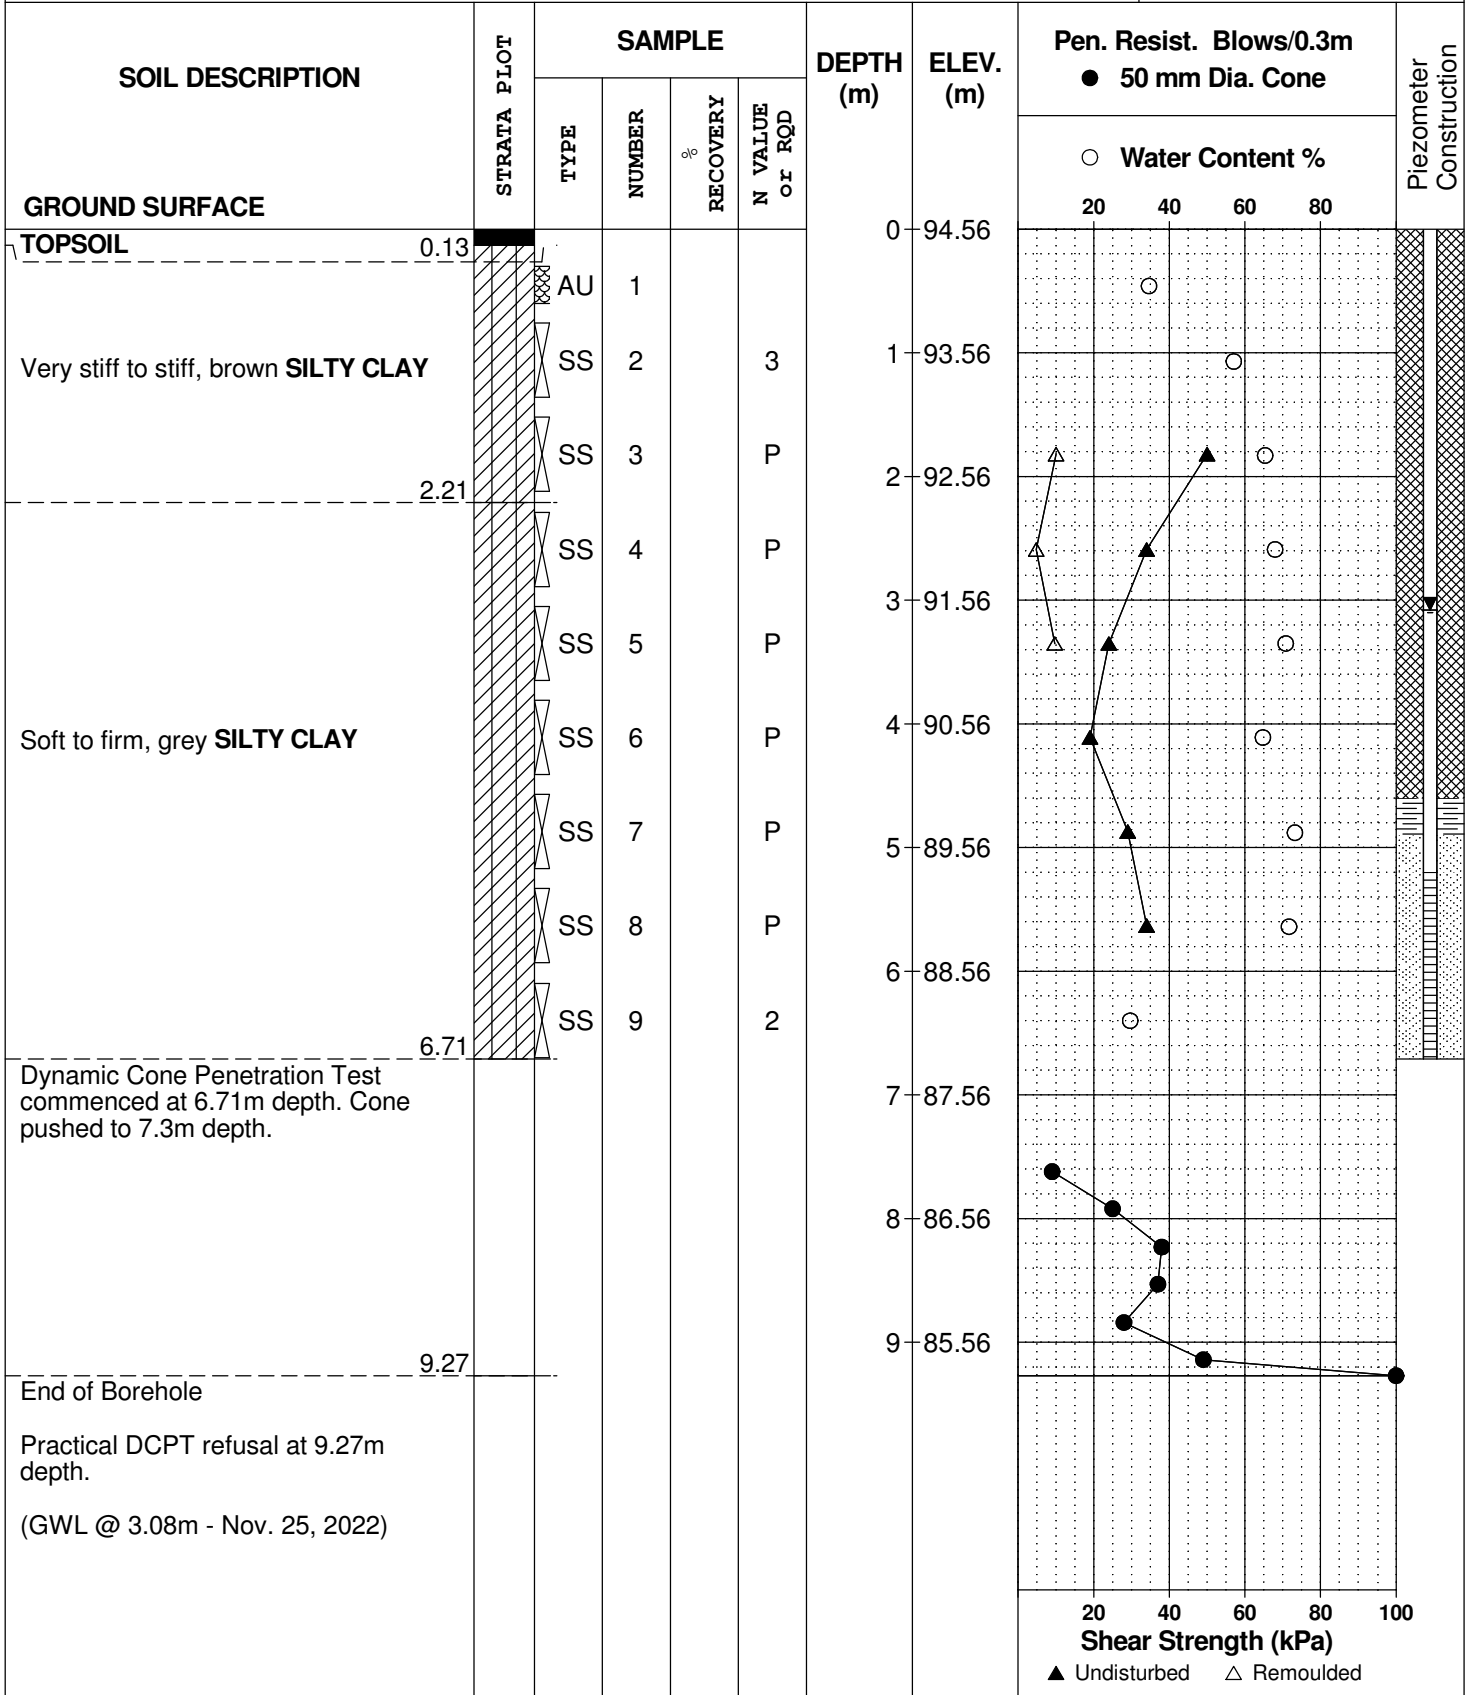 SOIL DESCRIPTION
GROUND SURFACE
STRATA PLOT
SAMPLE
TYPE
NUMBER
%
RECOVERY
N VALUE
or RQD
DEPTH
(m)
ELEV.
(m)
Pen. Resist. Blows/0.3m
● 50 mm Dia. Cone
○ Water Content %
20 40 60 80
Piezometer
Construction
0 94.56
TOPSOIL 0.13
AU 1
Very stiff to stiff, brown SILTY CLAY
SS 2 3
1 93.56
SS 3 P
2 92.56
2.21
SS 4 P
3 91.56
SS 5 P
Soft to firm, grey SILTY CLAY
SS 6 P
4 90.56
SS 7 P
5 89.56
SS 8 P
6 88.56
SS 9 2
6.71
Dynamic Cone Penetration Test
commenced at 6.71m depth. Cone
pushed to 7.3m depth.
7 87.56
8 86.56
9 85.56
9.27
End of Borehole
Practical DCPT refusal at 9.27m
depth.
(GWL @ 3.08m - Nov. 25, 2022)
20 40 60 80 100
Shear Strength (kPa)
▲ Undisturbed △ Remoulded